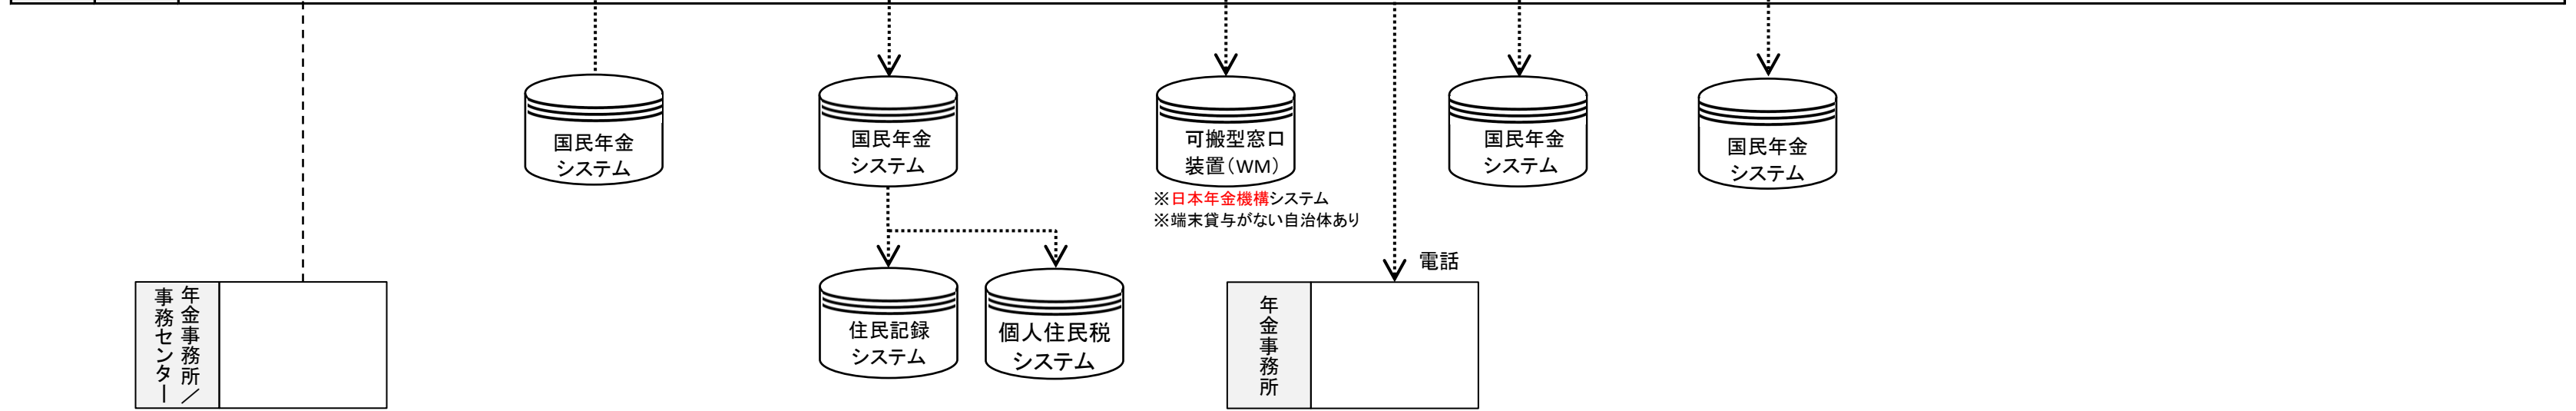 国民年金
システム
国民年金
システム
可搬型窓口
装置（WM）
※日本年金機構システム
※端末貸与がない自治体あり
国民年金
システム
国民年金
システム
電話
年金事務所／
事務センター
住民記録
システム
個人住民税
システム
年金事務所